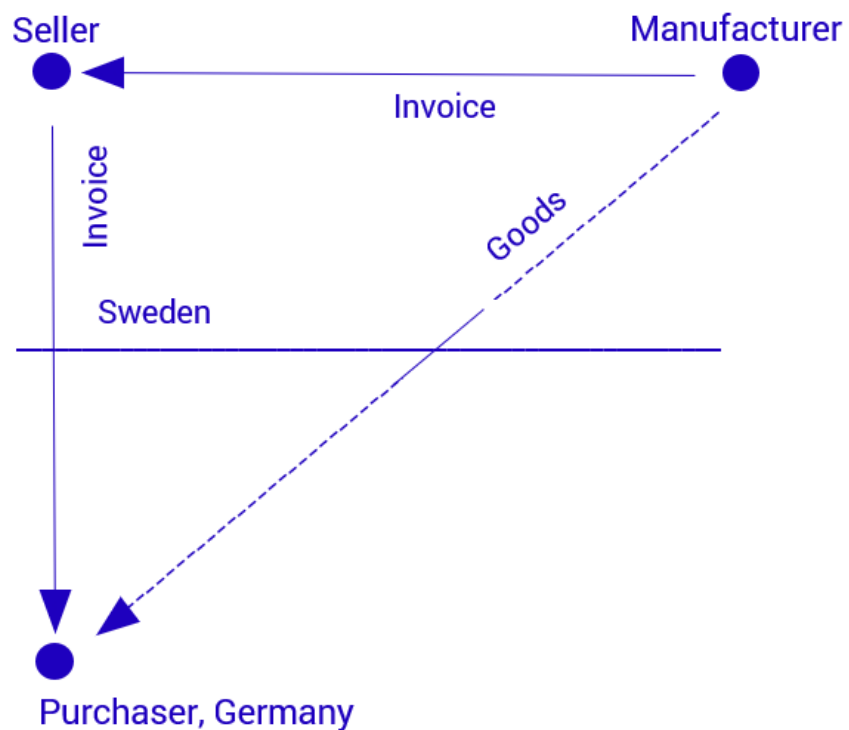 Seller
Manufacturer
Invoice
Invoice
Goods
Sweden
Purchaser, Germany